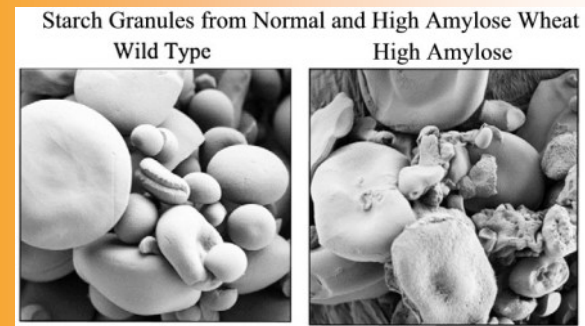 Starch Granules from Normal and High Amylose Wheat
Wild Type
High Amylose